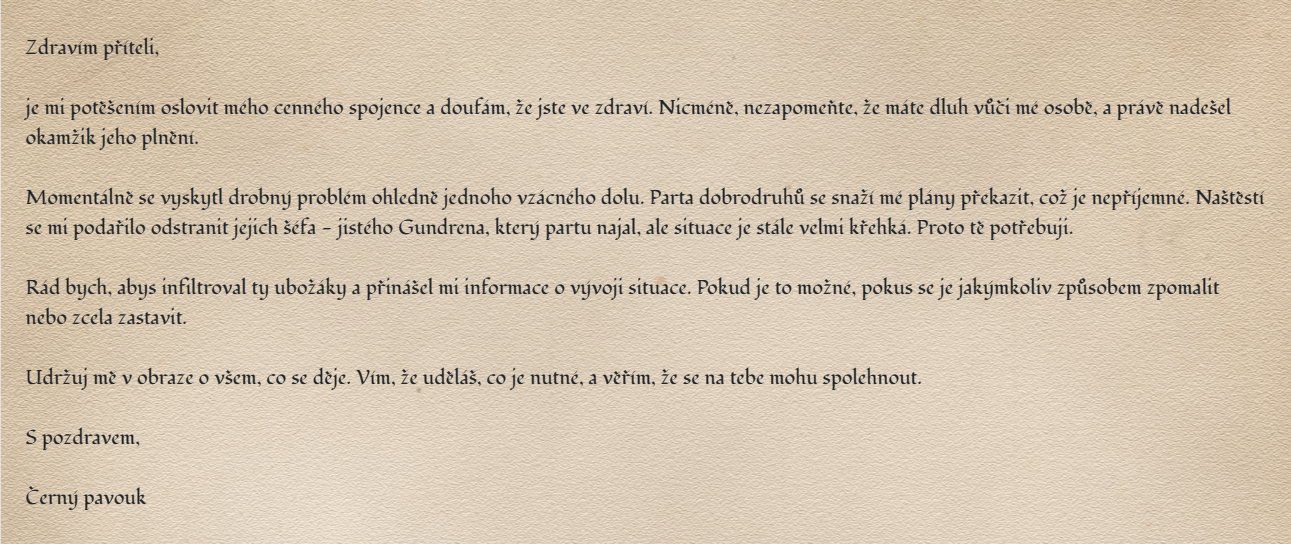 Zdravím příteli,
je mi potěšením oslovit mého cenného spojence a doufám, že jste ve zdraví. Nicméně, nezapomeňte, že máte dluh vůči mé osobě, a právě nadešel
okamžik jeho plnění.
Momentálně se vyskytl drobný problém ohledně jednoho vzácného dolu. Parta dobrodruhů se snaží mé plány překazit, což je nepříjemné. Naštěstí
se mi podařilo odstranit jejich šéfa - jistého Gundrena, který partu najal, ale situace je stále velmi křehká. Proto tě potřebuji.
Rád bych, abys infiltroval ty ubožáky a přinášel mi informace o vývoji situace. Pokud je to možné, pokus se je jakýmkoliv způsobem zpomalit
nebo zcela zastavit.
Udržuj mě v obraze o všem, co se děje. Vím, že uděláš, co je nutné, a věřím, že se na tebe mohu spolehnout.
S pozdravem,
Černý pavouk